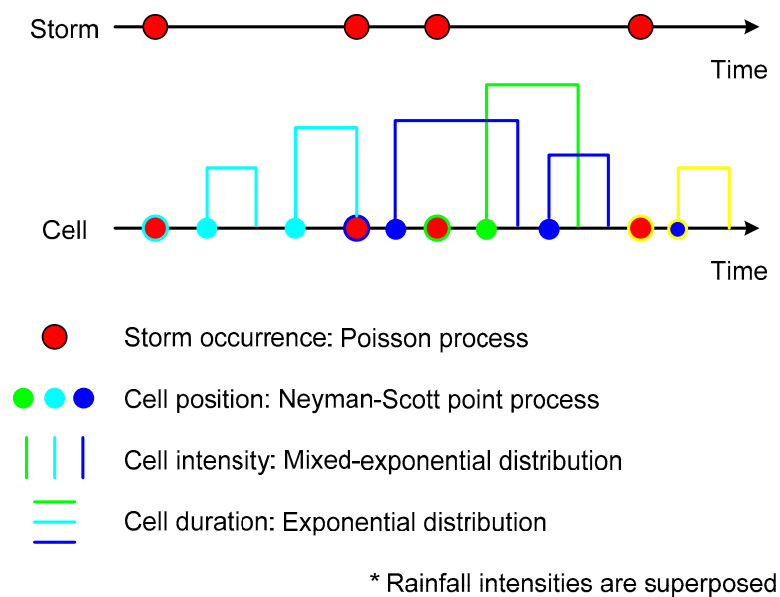 Storm
Time
Cell
Time
Storm occurrence: Poisson process
Cell position: Neyman-Scott point process
Cell intensity: Mixed-exponential distribution
Cell duration: Exponential distribution
* Rainfall intensities are superposed